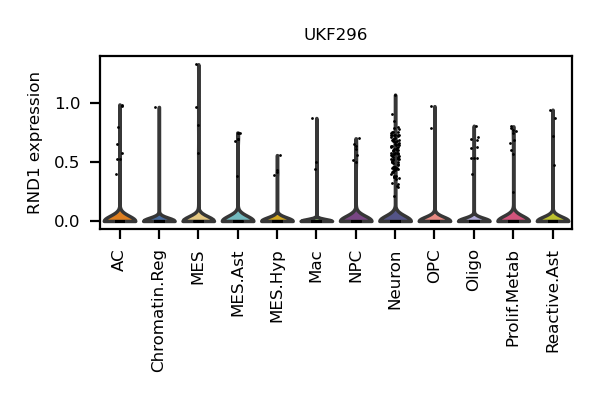 UKF296
RND1 expression
1.0
0.5
0.0
AC
Chromatin.Reg
MES
MES.Ast
MES.Hyp
Mac
NPC
Neuron
OPC
Oligo
Prolif.Metab
Reactive.Ast